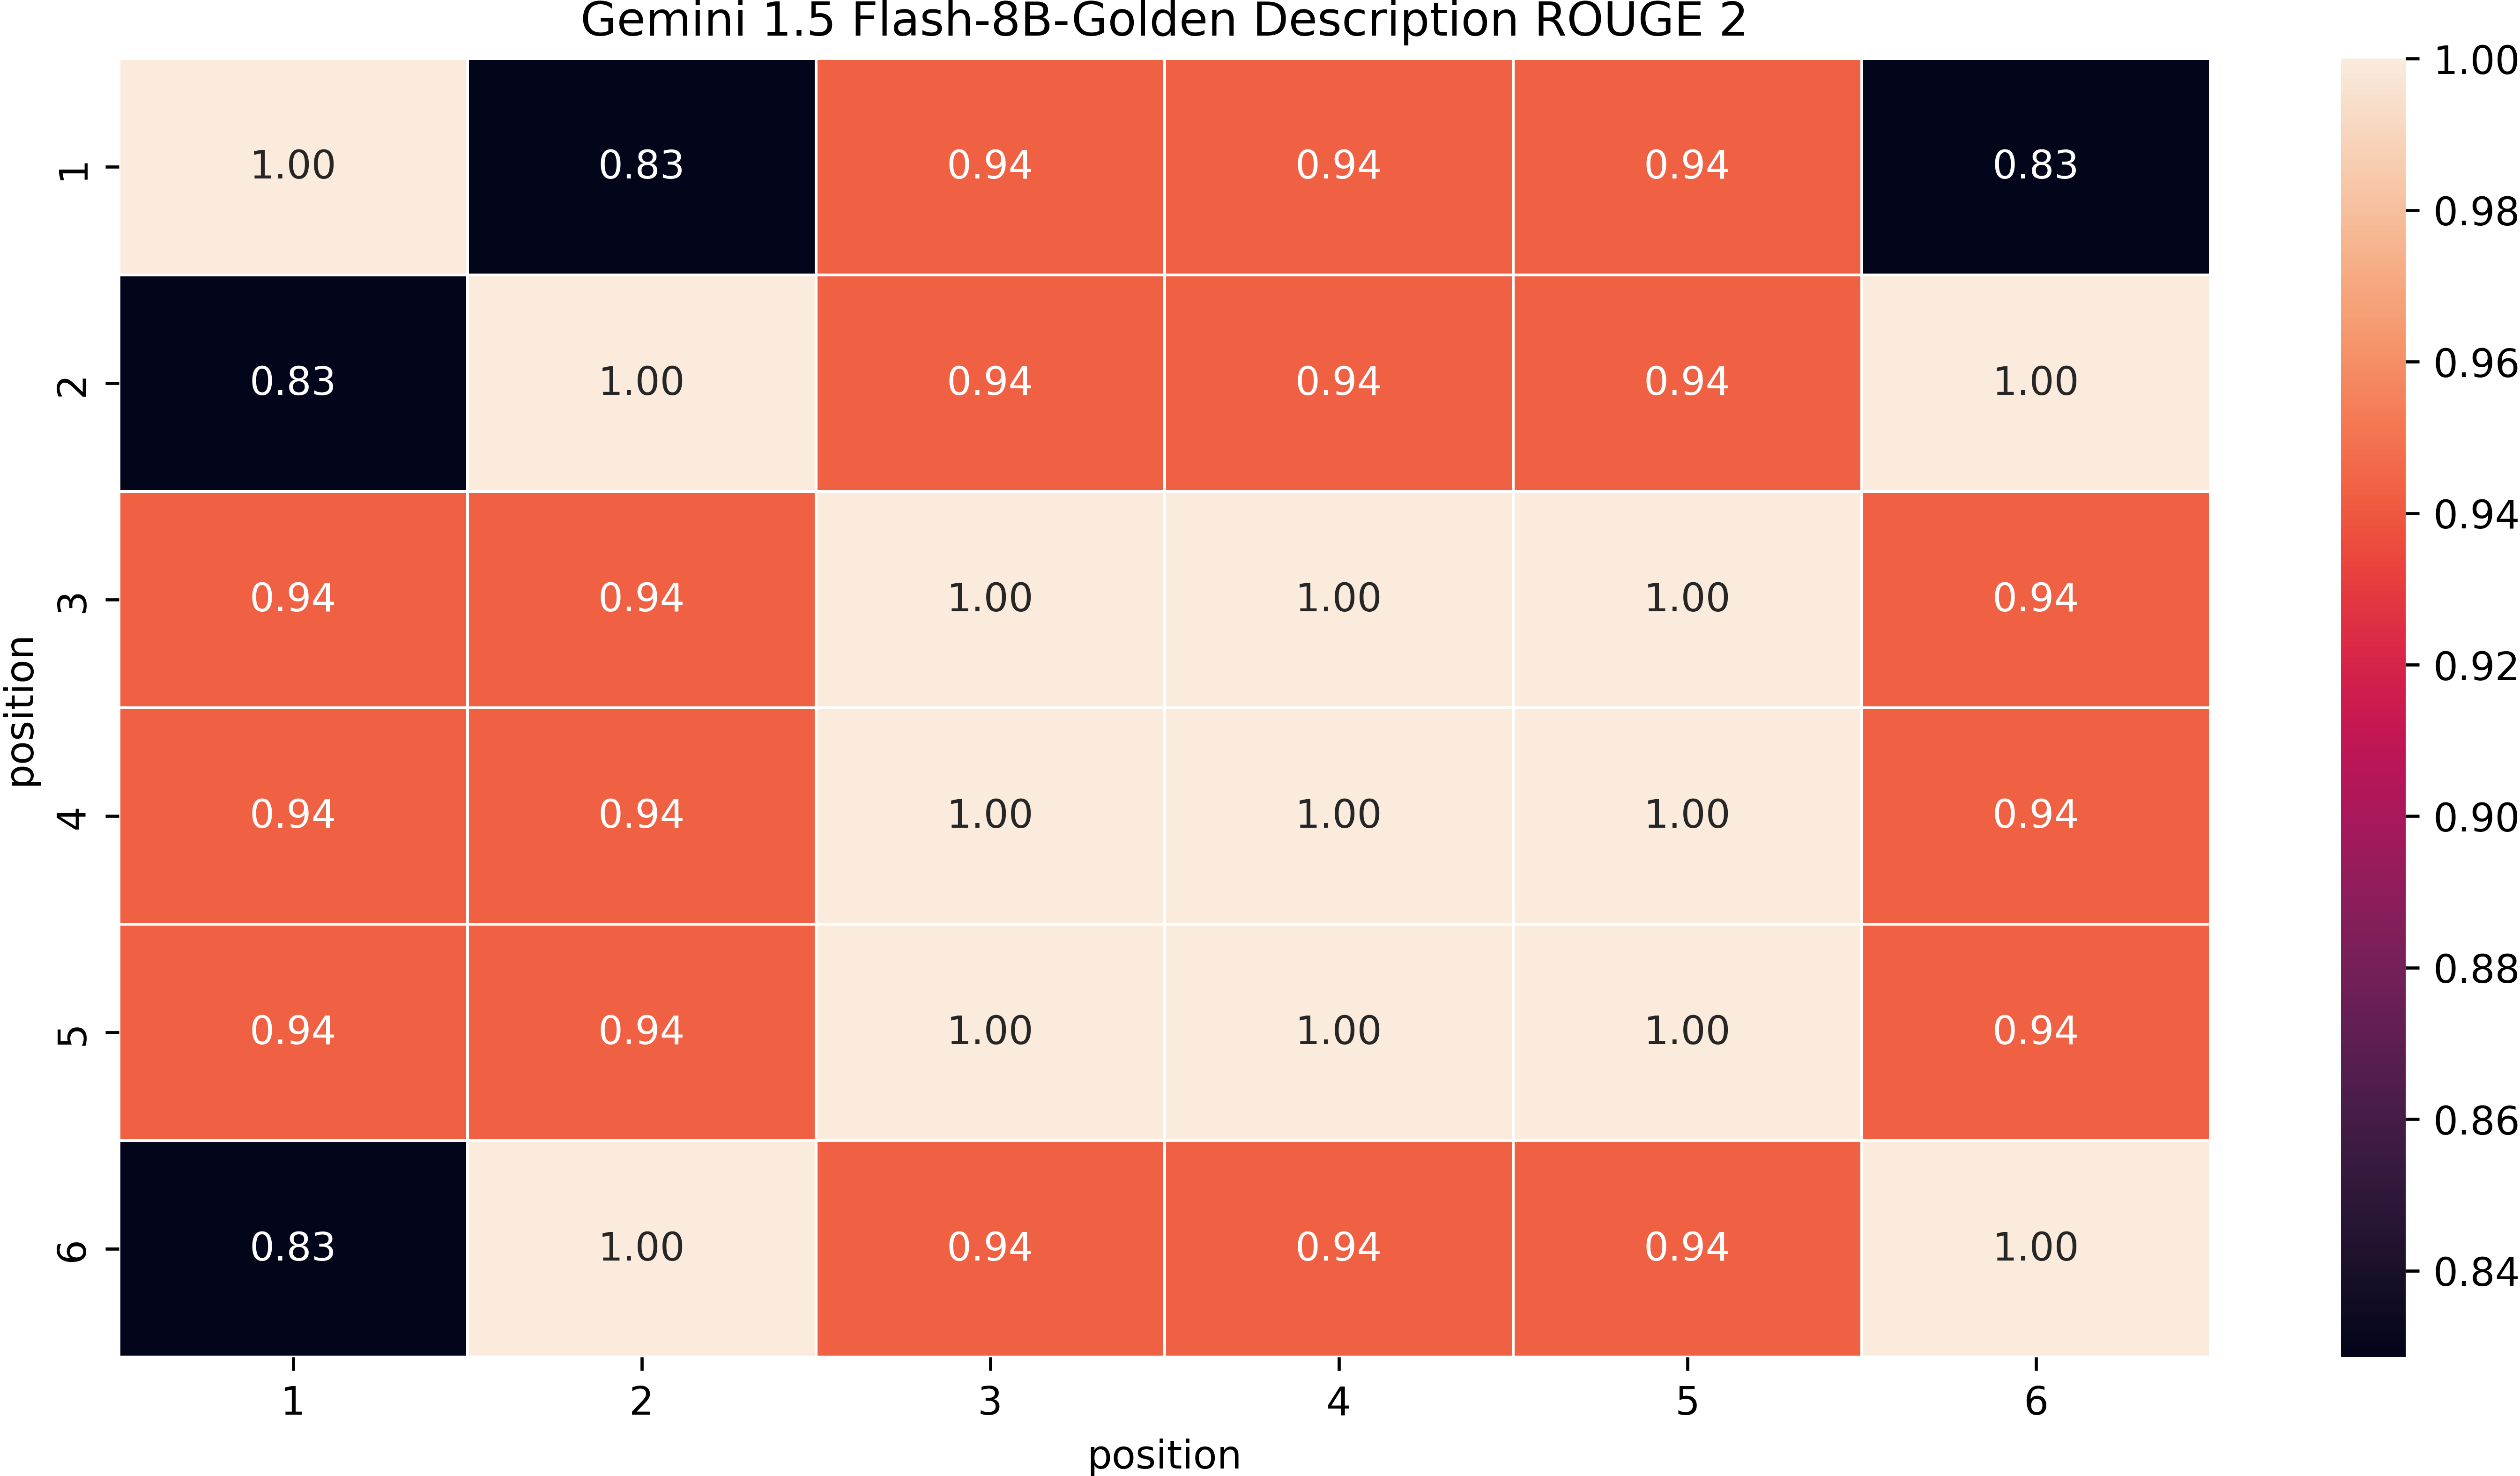 Gemini 1.5 Flash-8B-Golden Description ROUGE 2
1 1.00 0.83 0.94 0.94 0.94 0.83
2 0.83 1.00 0.94 0.94 0.94 1.00
3 0.94 0.94 1.00 1.00 1.00 0.94
4 0.94 0.94 1.00 1.00 1.00 0.94
5 0.94 0.94 1.00 1.00 1.00 0.94
6 0.83 1.00 0.94 0.94 0.94 1.00
position
1 2 3 4 5 6
position
1.00
0.98
0.96
0.94
0.92
0.90
0.88
0.86
0.84